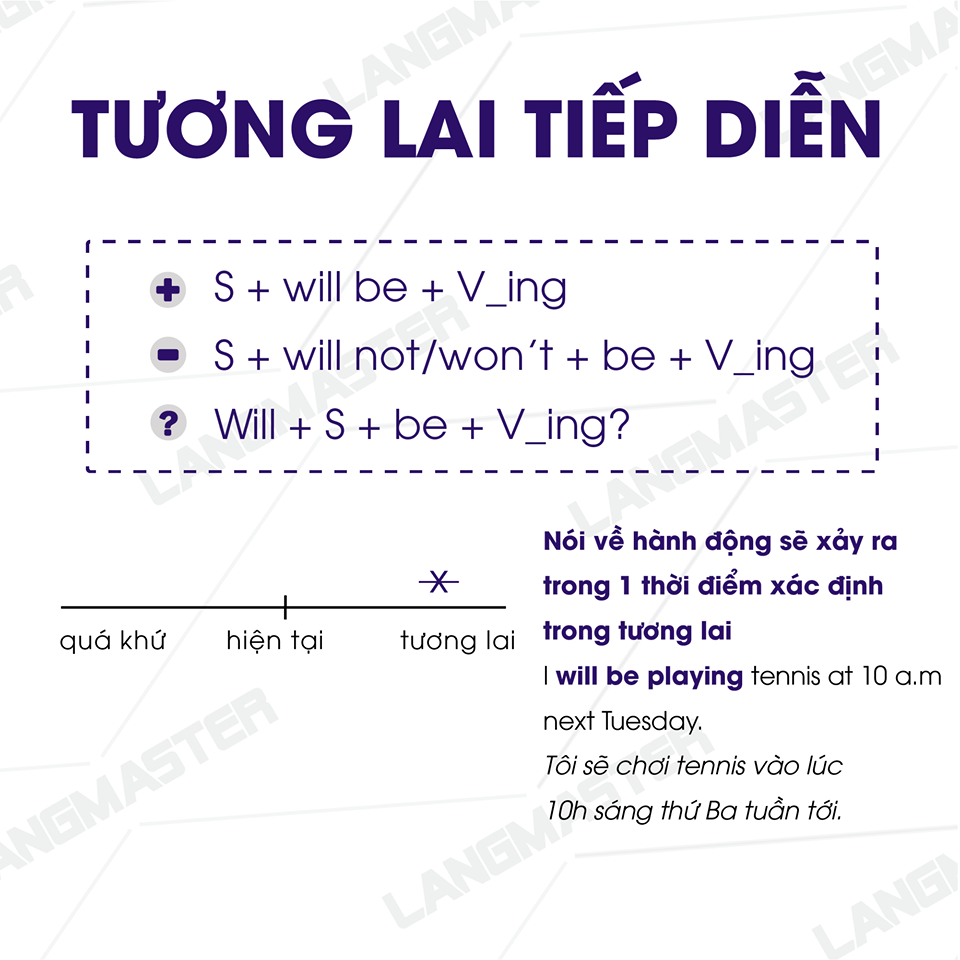 TƯƠNG LAI TIẾP DIỄN
+ S + will be + V_ing
- S + will not/won't + be + V_ing
? Will + S + be + V_ing?
X
quá khứ hiện tại tương lai
Nói về hành động sẽ xảy ra
trong 1 thời điểm xác định
trong tương lai
I will be playing tennis at 10 a.m
next Tuesday.
Tôi sẽ chơi tennis vào lúc
10h sáng thứ Ba tuần tới.
LANGMASTER
LANGMASTER
LANGMASTER
LANGMASTER
LANGMASTER
LANGMASTER